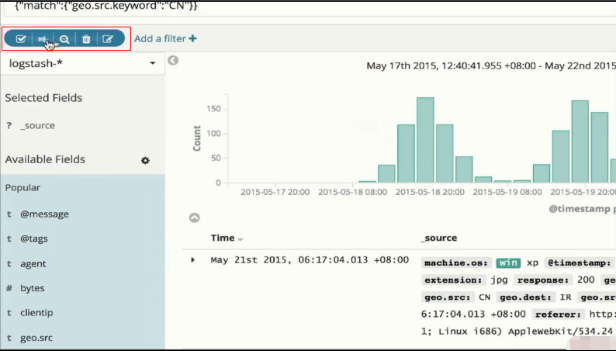 {"match":{"geo.src.keyword":"CN"}}
Add a filter +
logstash-*
May 17th 2015, 12:40:41.955 +08:00 - May 22nd 2015
Selected Fields
? _source
Available Fields
Popular
t @message
t @tags
t agent
# bytes
t clientip
t geo.src
Count
150
100
50
0
2015-05-17 20:00 2015-05-18 08:00 2015-05-18 20:00 2015-05-19 08:00 2015-05-19 20:00
@timestamp p
Time _source
May 21st 2015, 06:17:04.013 +08:00 machine.os: win xp @timestamp:
extension: jpg response: 200 ge
geo.src: CN geo.dest: IR geo.sr
6:17:04.013 +08:00 referer: http:
1; Linux i686) AppleWebKit/534.24